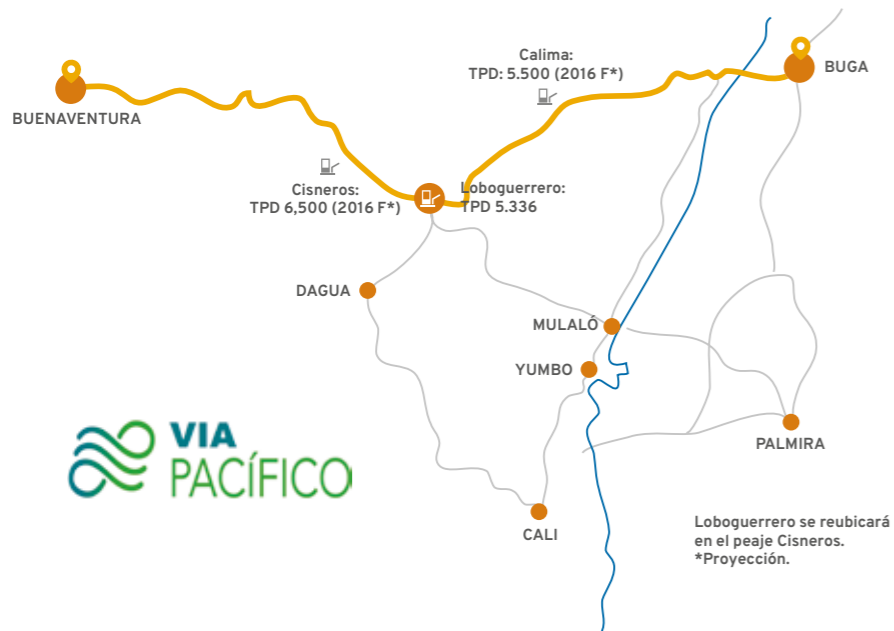 Calima:
TPD: 5.500 (2016 F*)
BUGA
BUENAVENTURA
Cisneros:
TPD 6,500 (2016 F*)
Loboguerrero:
TPD 5.336
DAGUA
MULALÓ
YUMBO
PALMIRA
CALI
VIA
PACÍFICO
Loboguerrero se reubicará
en el peaje Cisneros.
*Proyección.